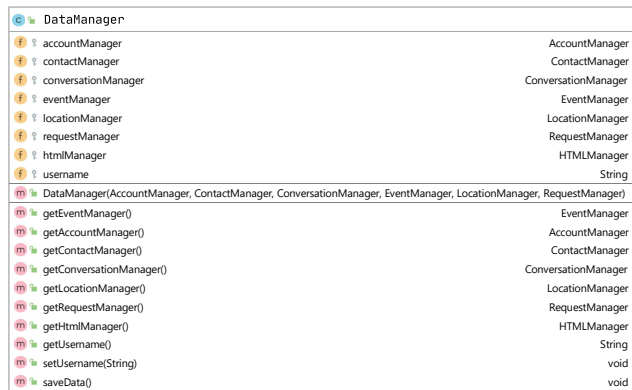 DataManager
accountManager AccountManager
contactManager ContactManager
conversationManager ConversationManager
eventManager EventManager
locationManager LocationManager
requestManager RequestManager
htmlManager HTMLManager
username String
DataManager(AccountManager, ContactManager, ConversationManager, EventManager, LocationManager, RequestManager)
getEventManager() EventManager
getAccountManager() AccountManager
getContactManager() ContactManager
getConversationManager() ConversationManager
getLocationManager() LocationManager
getRequestManager() RequestManager
getHtmlManager() HTMLManager
getUsername() String
setUsername(String) void
saveData() void